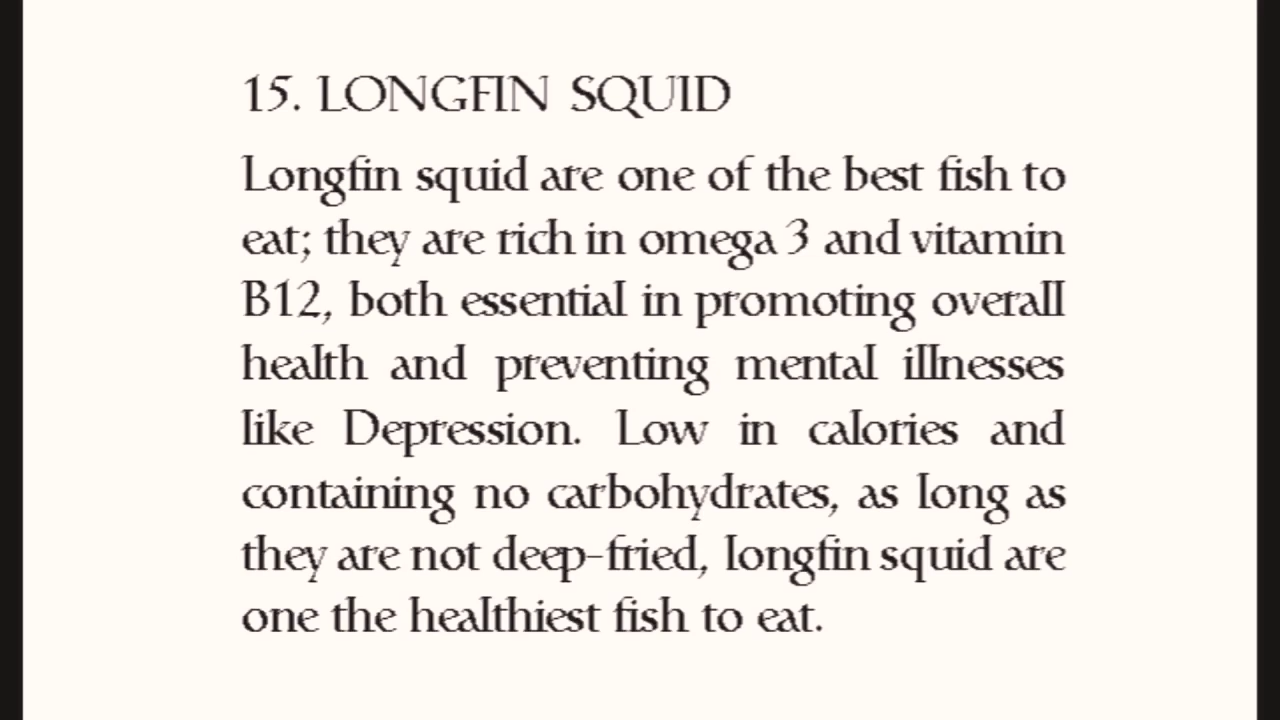 15. LONGFIN SQUID
Longfin squid are one of the best fish to
eat; they are rich in omega 3 and vitamin
B12, both essential in promoting overall
health and preventing mental illnesses
like Depression. Low in calories and
containing no carbohydrates, as long as
they are not deep-fried, longfin squid are
one the healthiest fish to eat.